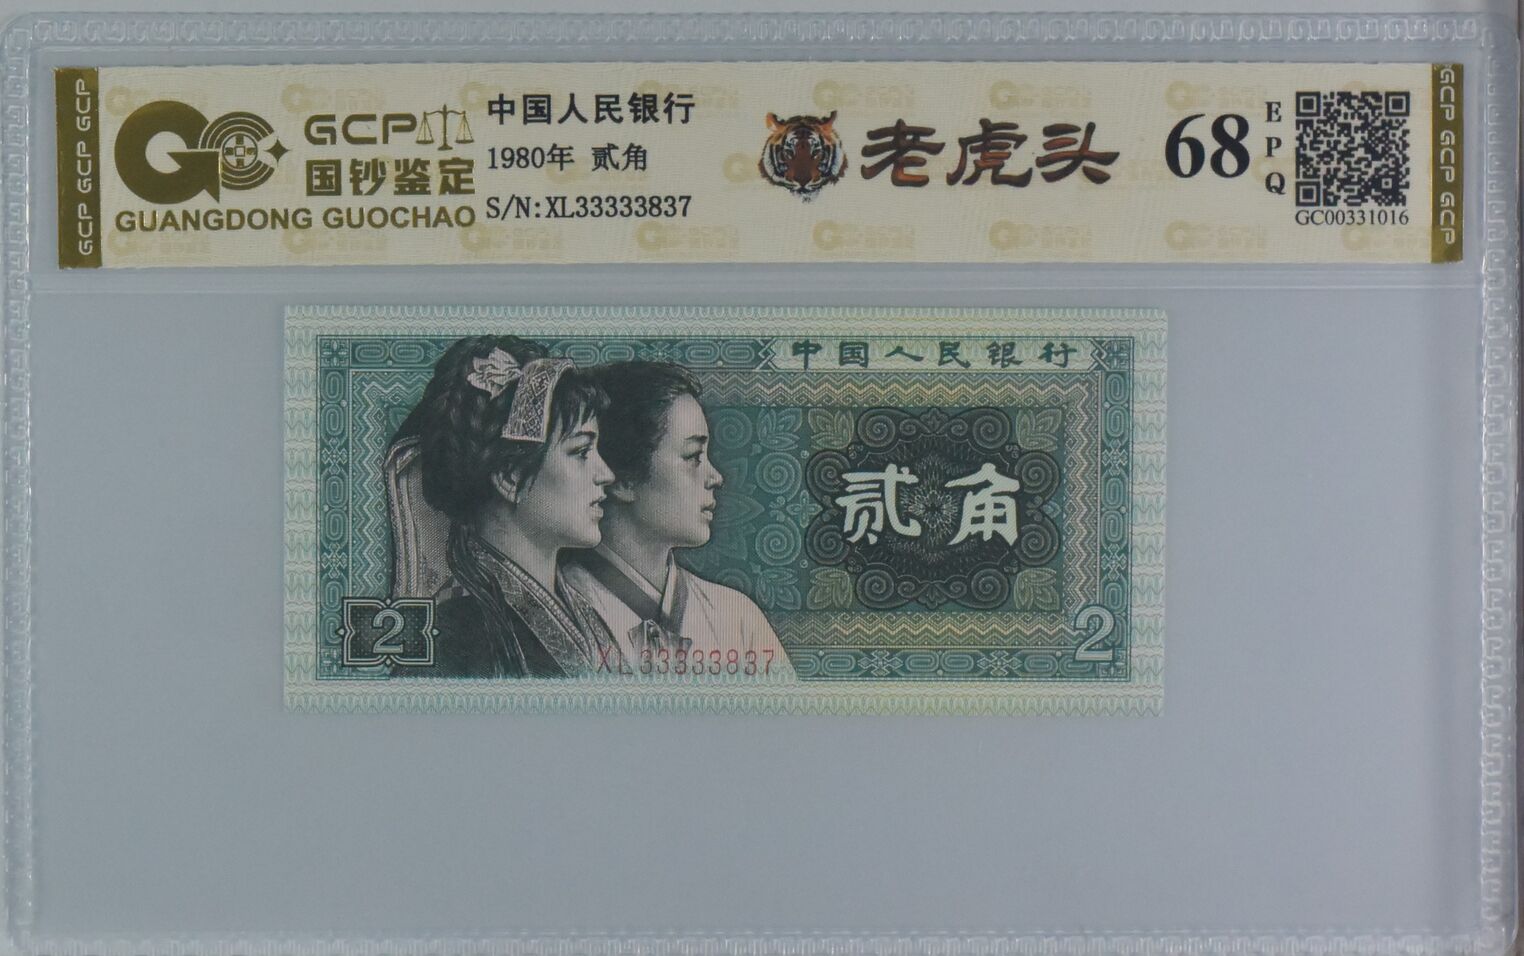 GCP GCP GCP
GCP
国钞鉴定
GUANGDONG GUOCHAO
中国人民银行
1980年 贰角
S/N:XL33333837
老虎头
68
E
P
Q
GC00331016
GCP GCP GCP
中国人民银行
贰角
2
2
XL 33333837